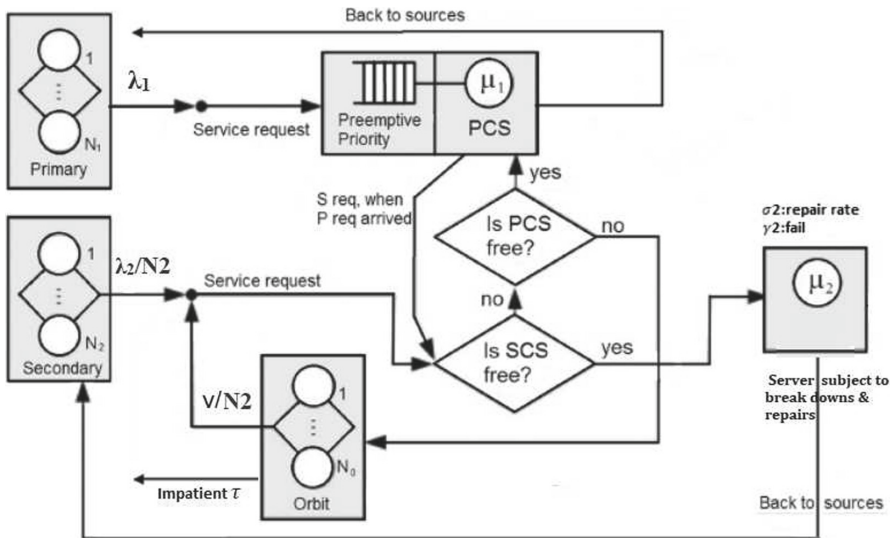 Back to sources
1
⋮
N₁
Primary
λ1
Service request
Preemptive
Priority
μ₁
PCS
S req, when
P req arrived
yes
Is PCS
free?
no
σ2:repair rate
γ2:fail
μ₂
1
⋮
N₂
Secondary
λ₂/N2
Service request
no
Is SCS
free?
yes
Server subject to
break downs &
repairs
ν/N2
1
⋮
N₀
Orbit
Impatient τ
Back to sources